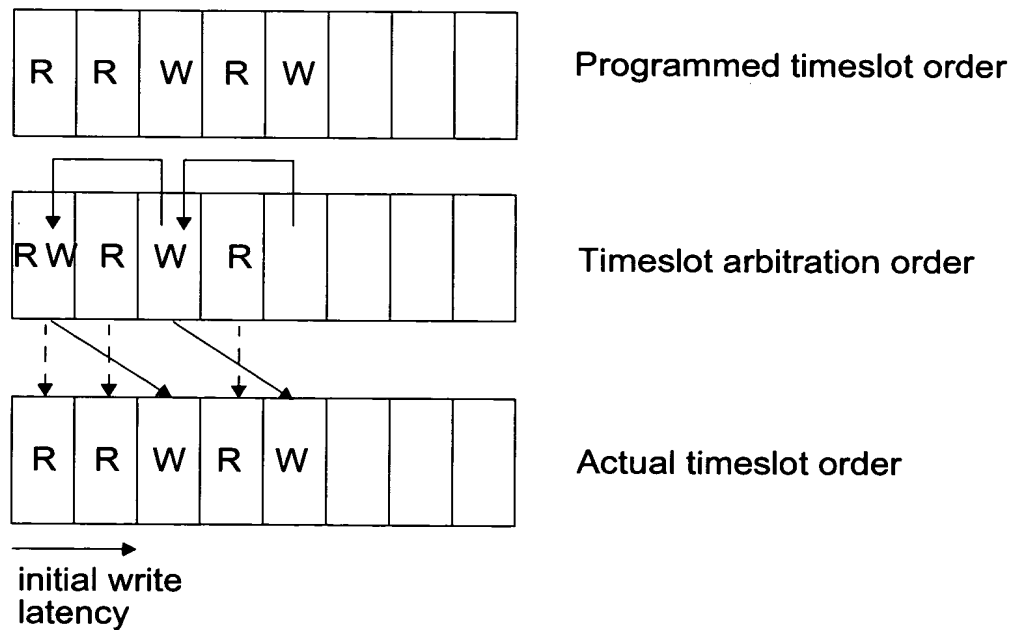 R R W R W
Programmed timeslot order
R W R W R
Timeslot arbitration order
R R W R W
Actual timeslot order
initial write
latency